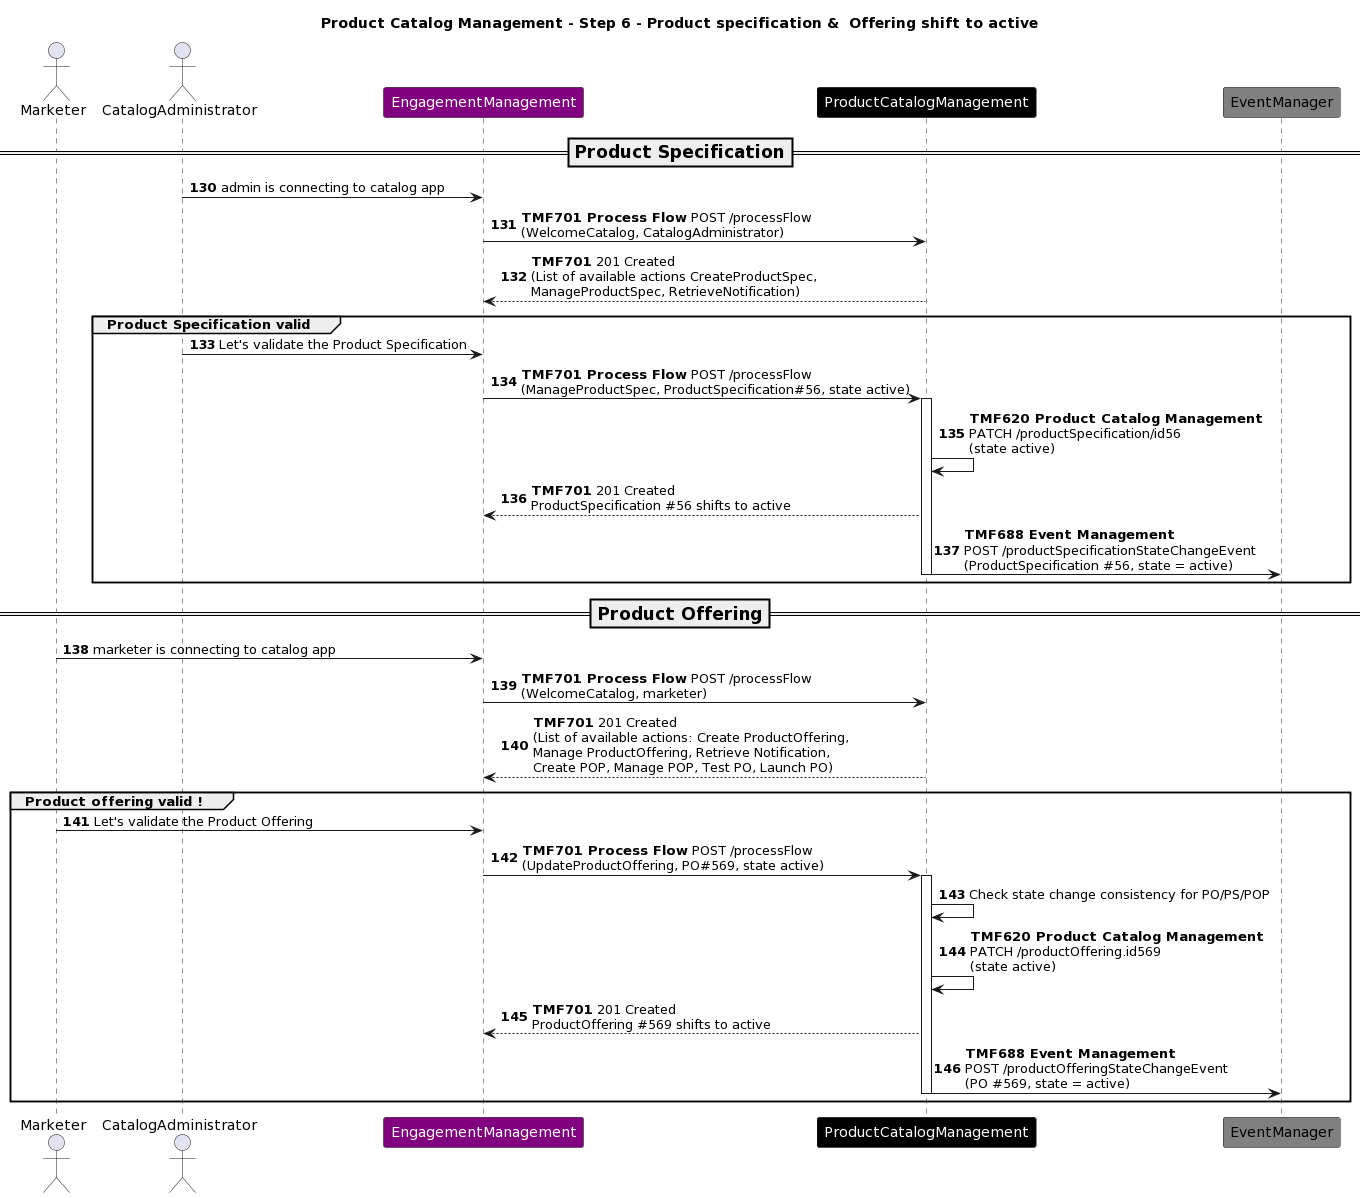 Product Catalog Management - Step 6 - Product specification &  Offering shift to active
Marketer
CatalogAdministrator
EngagementManagement
ProductCatalogManagement
EventManager
Product Specification
130 admin is connecting to catalog app
131 TMF701 Process Flow POST /processFlow
(WelcomeCatalog, CatalogAdministrator)
TMF701 201 Created
132 (List of available actions CreateProductSpec,
ManageProductSpec, RetrieveNotification)
Product Specification valid
133 Let's validate the Product Specification
134 TMF701 Process Flow POST /processFlow
(ManageProductSpec, ProductSpecification#56, state active)
TMF620 Product Catalog Management
135 PATCH /productSpecification/id56
(state active)
136 TMF701 201 Created
ProductSpecification #56 shifts to active
TMF688 Event Management
137 POST /productSpecificationStateChangeEvent
(ProductSpecification #56, state = active)
Product Offering
138 marketer is connecting to catalog app
139 TMF701 Process Flow POST /processFlow
(WelcomeCatalog, marketer)
TMF701 201 Created
(List of available actions: Create ProductOffering,
140 Manage ProductOffering, Retrieve Notification,
Create POP, Manage POP, Test PO, Launch PO)
Product offering valid !
141 Let's validate the Product Offering
142 TMF701 Process Flow POST /processFlow
(UpdateProductOffering, PO#569, state active)
143 Check state change consistency for PO/PS/POP
TMF620 Product Catalog Management
144 PATCH /productOffering.id569
(state active)
145 TMF701 201 Created
ProductOffering #569 shifts to active
TMF688 Event Management
146 POST /productOfferingStateChangeEvent
(PO #569, state = active)
Marketer
CatalogAdministrator
EngagementManagement
ProductCatalogManagement
EventManager